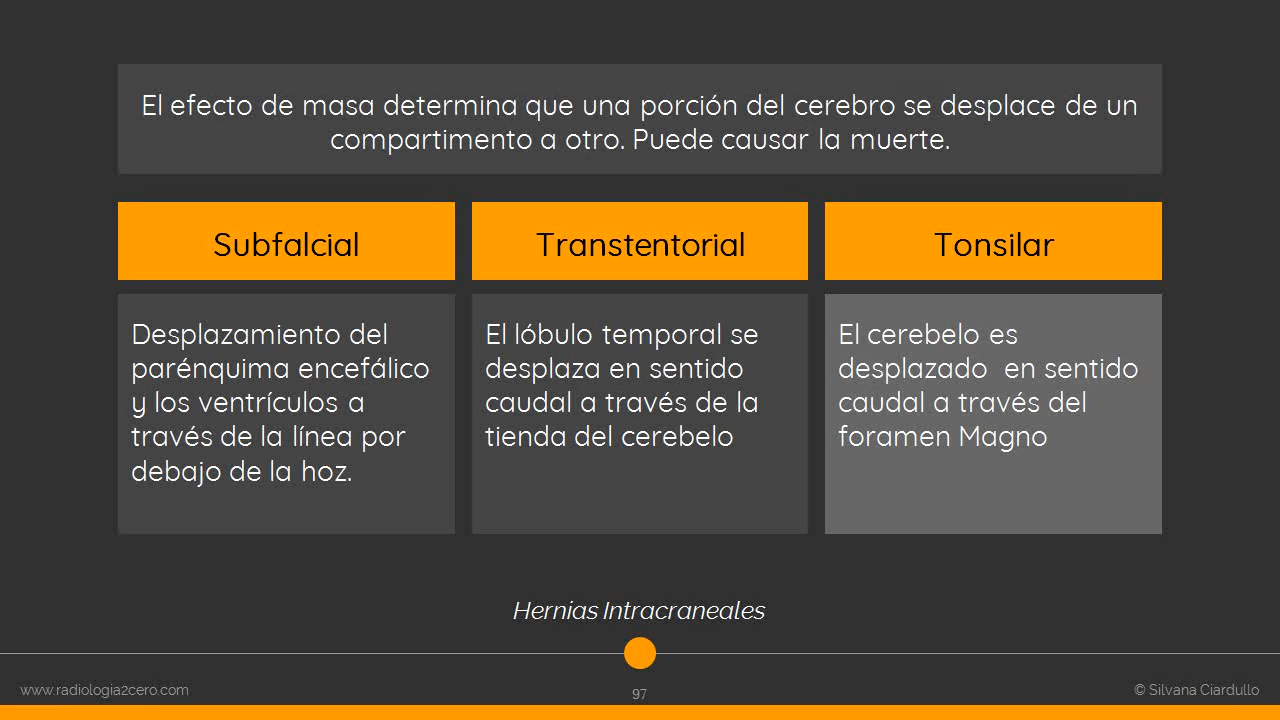 El efecto de masa determina que una porción del cerebro se desplace de un
compartimento a otro. Puede causar la muerte.
Subfalcial
Desplazamiento del
parénquima encefálico
y los ventrículos a
través de la línea por
debajo de la hoz.
Transtentorial
El lóbulo temporal se
desplaza en sentido
caudal a través de la
tienda del cerebelo
Tonsilar
El cerebelo es
desplazado  en sentido
caudal a través del
foramen Magno
Hernias Intracraneales
www.radiologia2cero.com
97
© Silvana Ciardullo